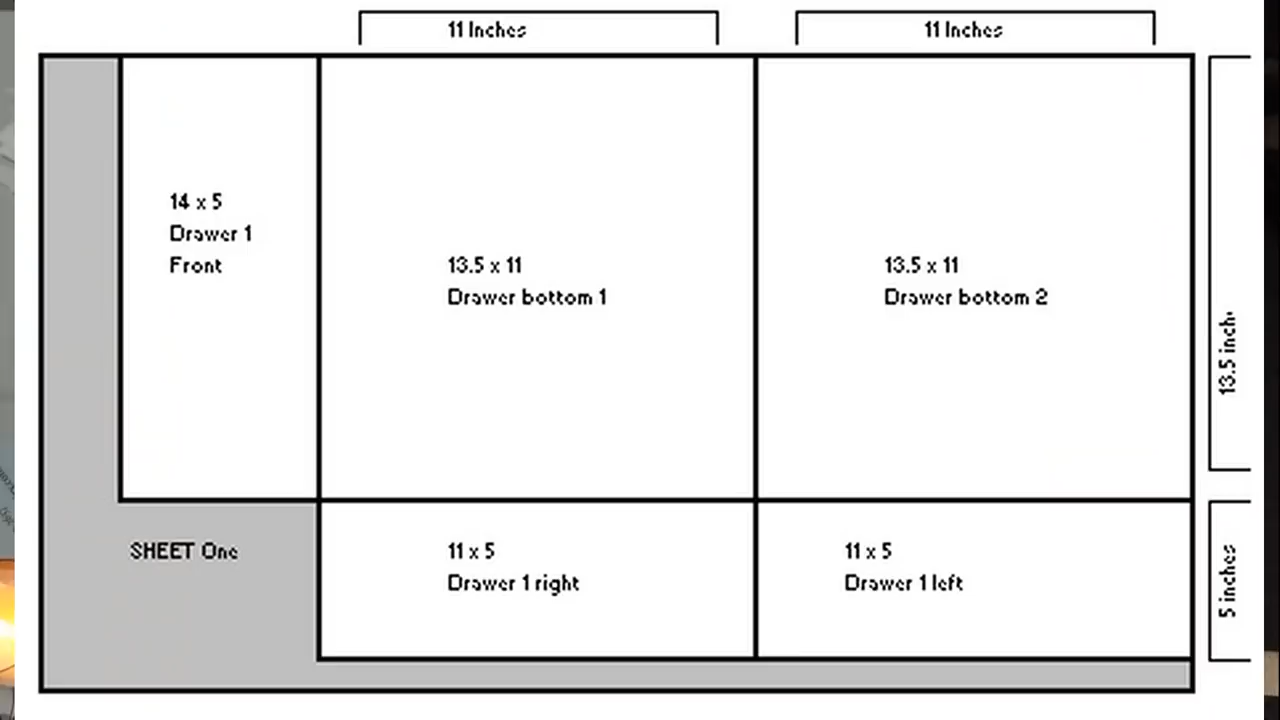 11 Inches
11 Inches
14 x 5
Drawer 1
Front
13.5 x 11
Drawer bottom 1
13.5 x 11
Drawer bottom 2
13.5 inch
SHEET One
11 x 5
Drawer 1 right
11 x 5
Drawer 1 left
5 inches